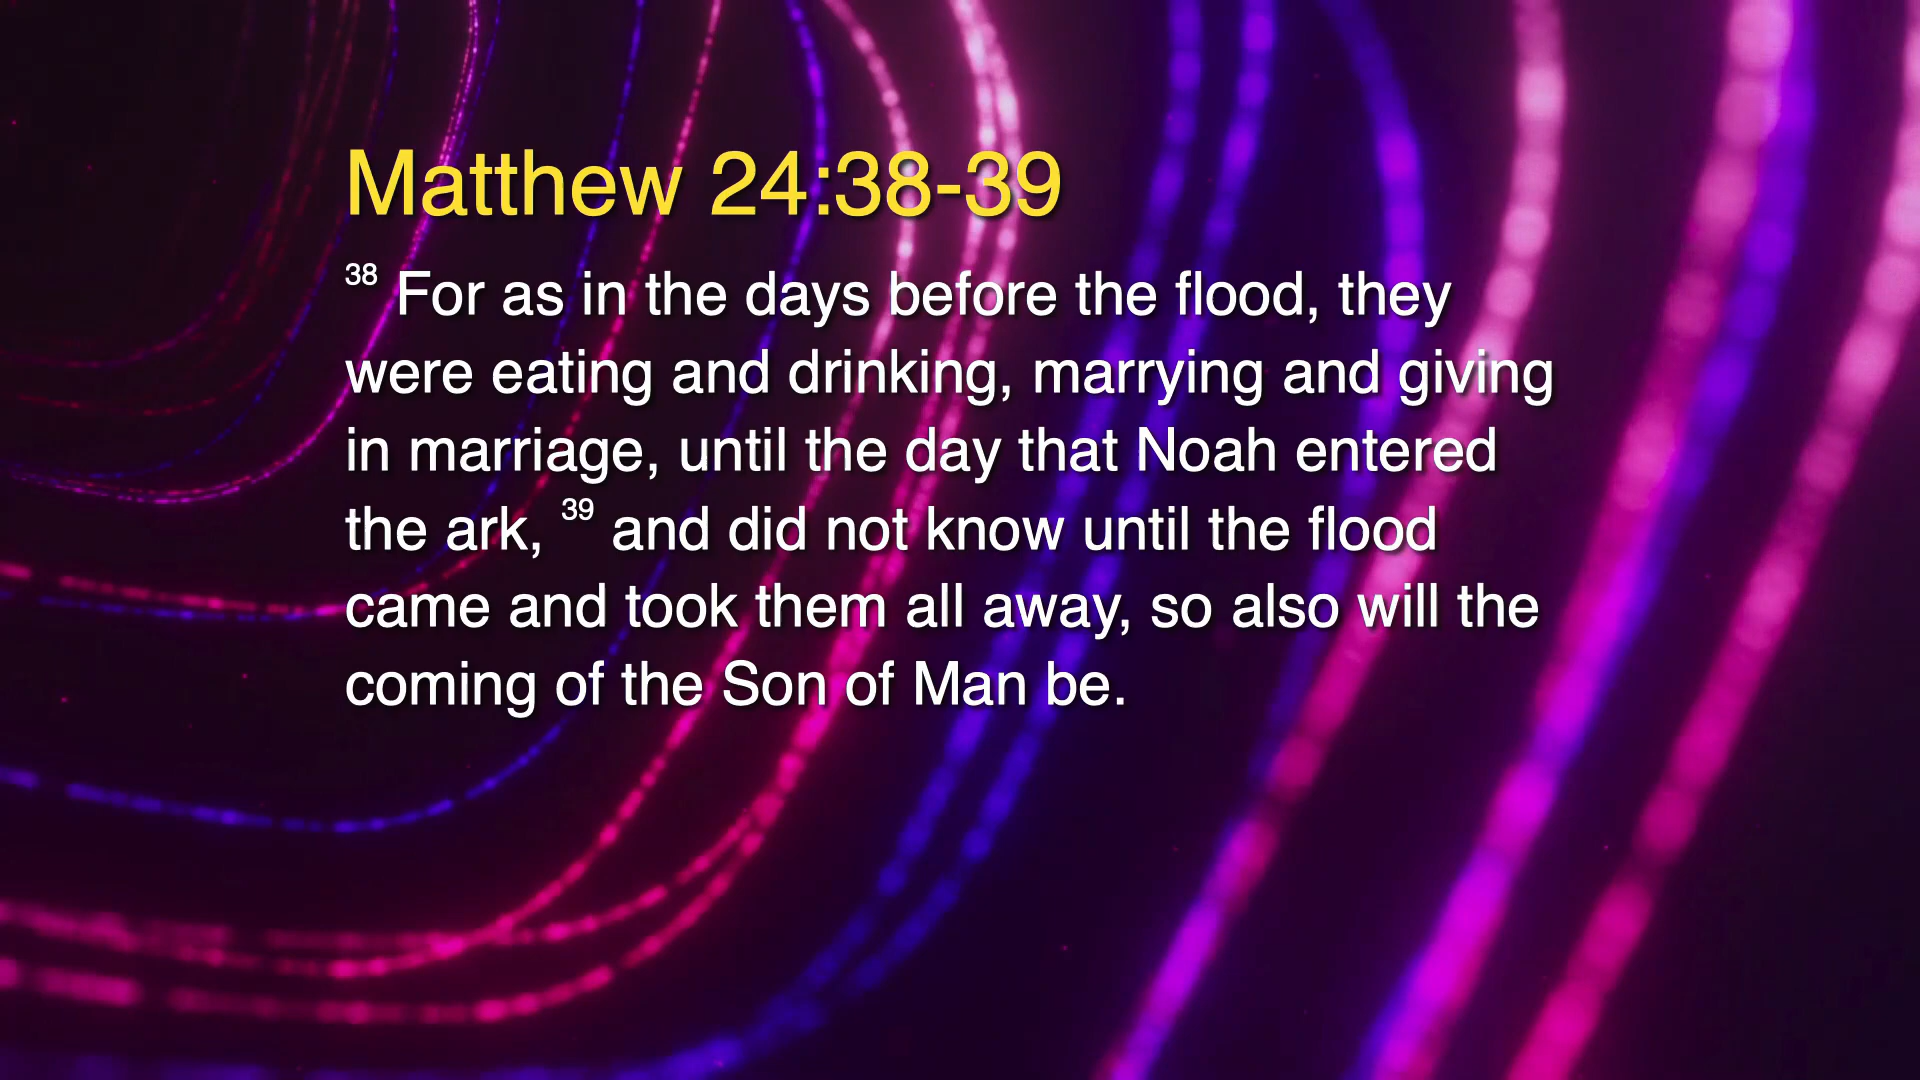 Matthew 24:38-39
38 For as in the days before the flood, they
were eating and drinking, marrying and giving
in marriage, until the day that Noah entered
the ark, 39 and did not know until the flood
came and took them all away, so also will the
coming of the Son of Man be.